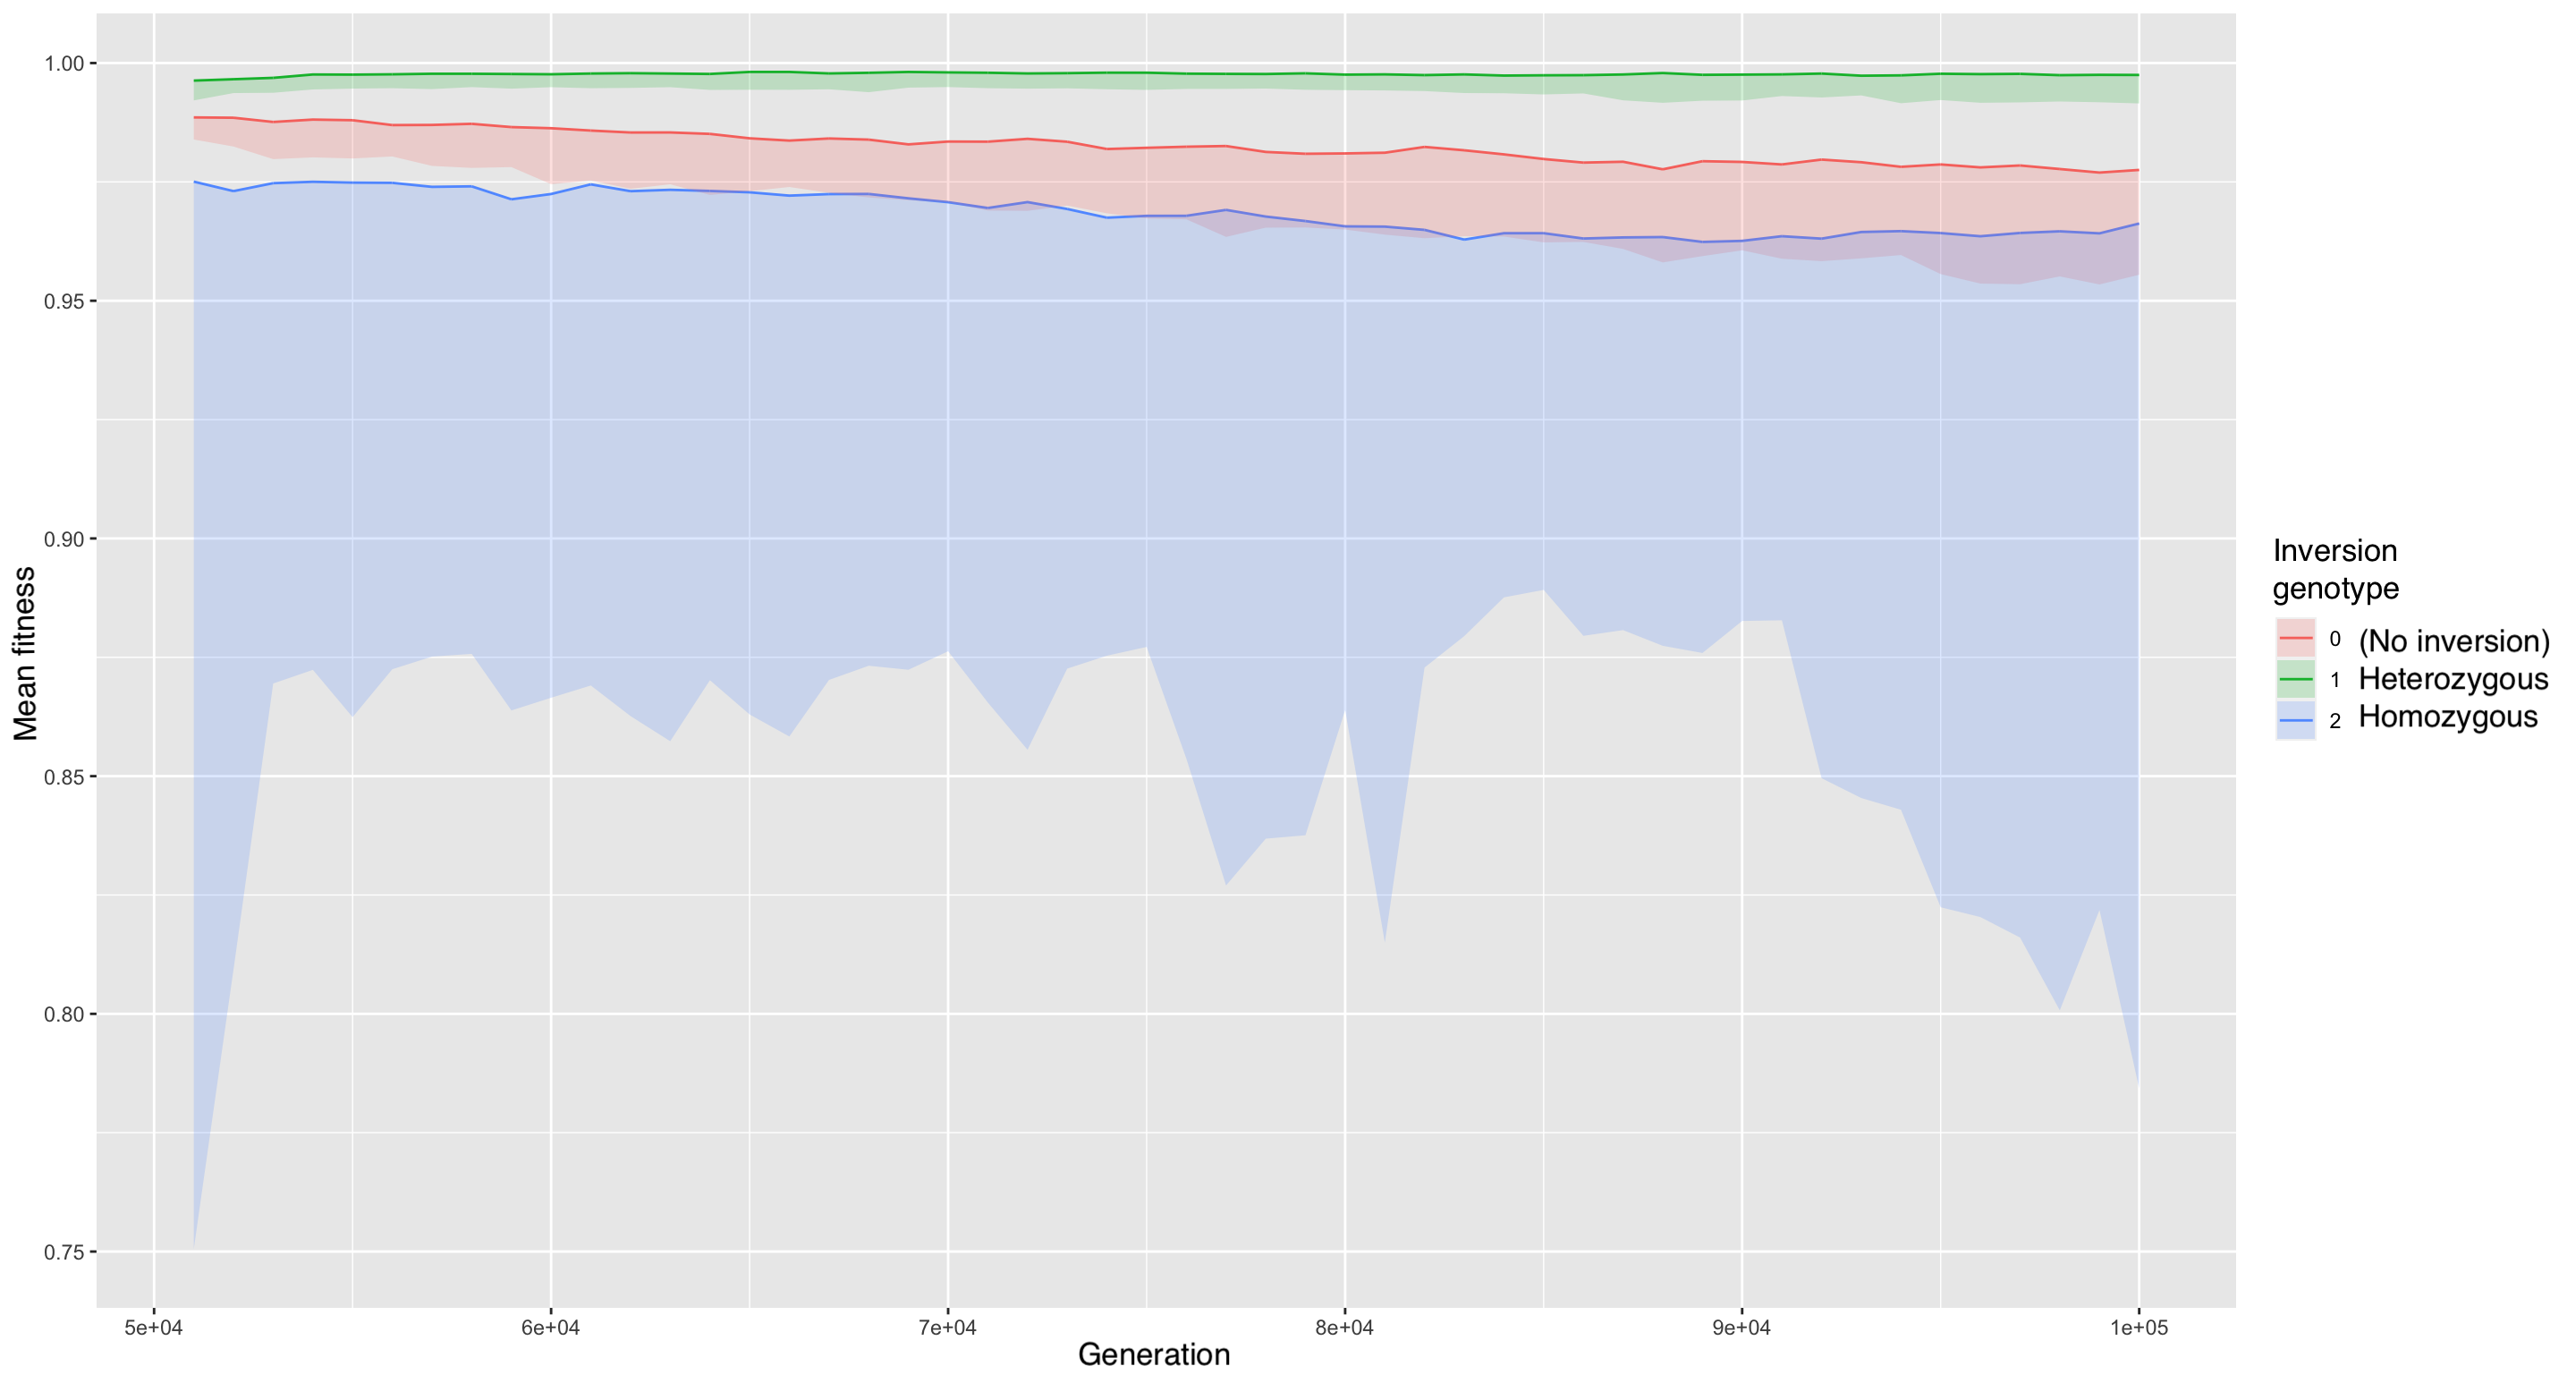 1.00
0.95
0.90
0.85
0.80
0.75
Mean fitness
5e+04
6e+04
7e+04
8e+04
9e+04
1e+05
Generation
Inversion
genotype
0 (No inversion)
1 Heterozygous
2 Homozygous